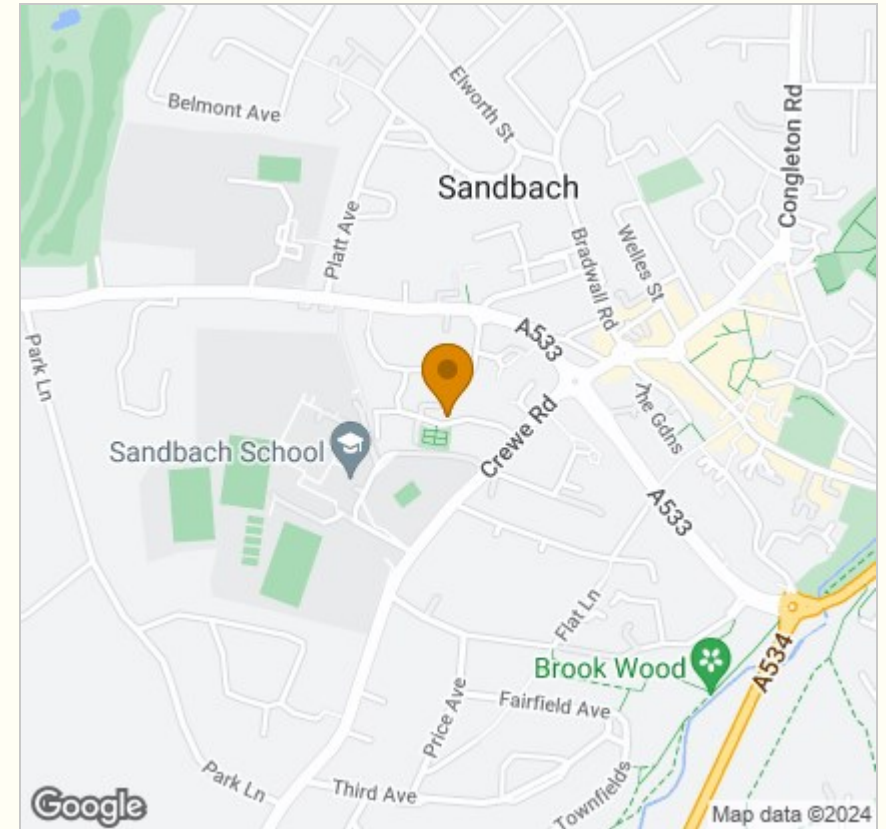 Belmont Ave
Elworth St
Congleton Rd
Sandbach
Platt Ave
Bradwall Rd
Welles St
A533
Park Ln
The Gdns
Crewe Rd
Sandbach School
A533
Flat Ln
Brook Wood
A534
Price Ave
Fairfield Ave
Park Ln
Third Ave
Townfields
Google
Map data ©2024